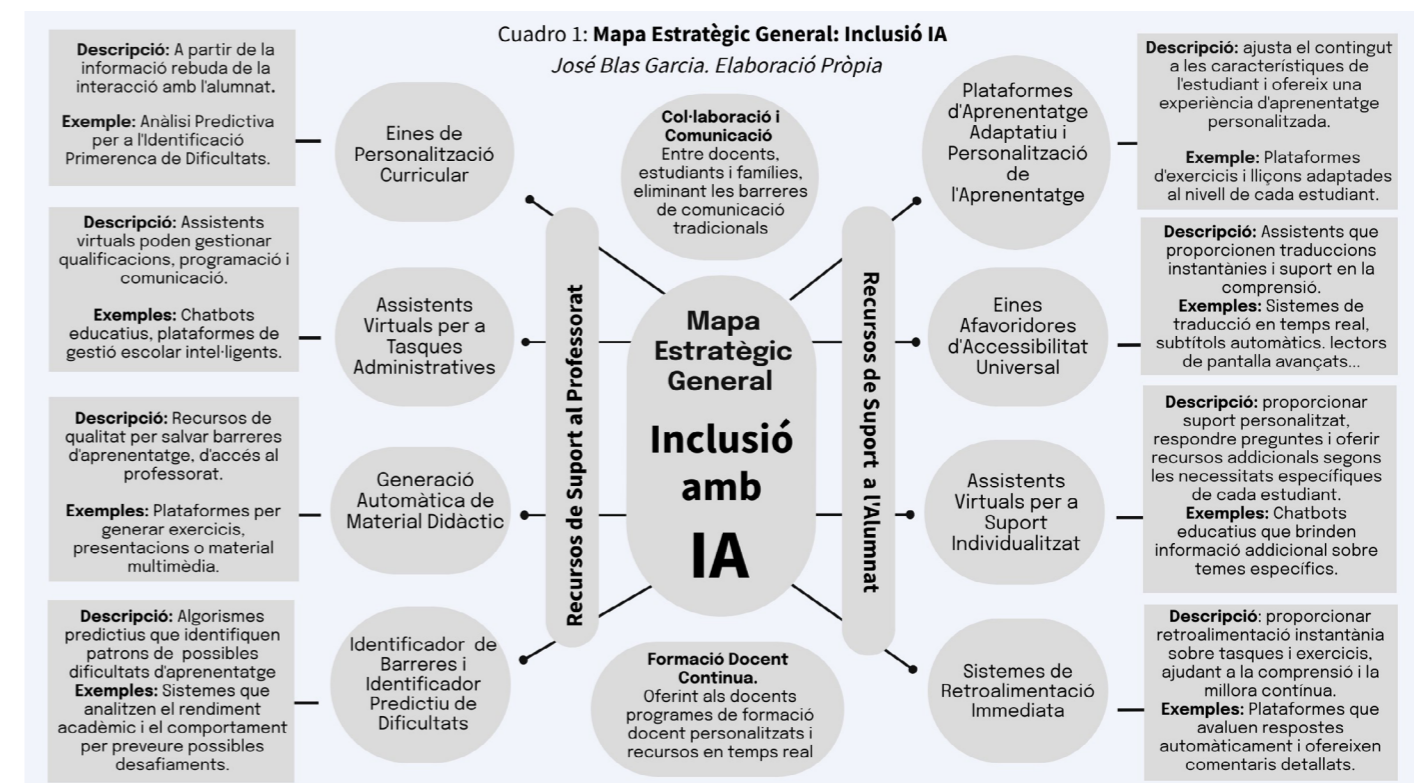 Cuadro 1: Mapa Estratègic General: Inclusió IA
José Blas Garcia. Elaboració Pròpia
Descripció: A partir de la
informació rebuda de la
interacció amb l'alumnat.
Exemple: Anàlisi Predictiva
per a l'Identificació
Primerenca de Dificultats.
Eines de
Personalització
Curricular
Descripció: Assistents
virtuals poden gestionar
qualificacions, programació i
comunicació.
Exemples: Chatbots
educatius, plataformes de
gestió escolar intel·ligents.
Assistents
Virtuals per a
Tasques
Administratives
Descripció: Recursos de
qualitat per salvar barreres
d'aprenentatge, d'accés al
professorat.
Exemples: Plataformes per
generar exercicis,
presentacions o material
multimèdia.
Generació
Automàtica de
Material Didàctic
Descripció: Algorismes
predictius que identifiquen
patrons de possibles
dificultats d'aprenentatge
Exemples: Sistemes que
analitzen el rendiment
acadèmic i el comportament
per preveure possibles
desafiaments.
Identificador de
Barreres i
Identificador
Predictiu de
Dificultats
Recursos de Suport al Professorat
Col·laboració i
Comunicació
Entre docents,
estudiants i famílies,
eliminant les barreres
de comunicació
tradicionals
Mapa
Estratègic
General
Inclusió
amb
IA
Formació Docent
Continua.
Oferint als docents
programes de formació
docent personalitzats i
recursos en temps real
Recursos de Suport a l'Alumnat
Plataformes
d'Aprenentatge
Adaptatiu i
Personalització
de
l'Aprenentatge
Descripció: ajusta el contingut
a les característiques de
l'estudiant i ofereix una
experiència d'aprenentatge
personalitzada.
Exemple: Plataformes
d'exercicis i lliçons adaptades
al nivell de cada estudiant.
Eines
Afavoridores
d'Accessibilitat
Universal
Descripció: Assistents que
proporcionen traduccions
instantànies i suport en la
comprensió.
Exemples: Sistemes de
traducció en temps real,
subtítols automàtics. lectors
de pantalla avançats...
Assistents
Virtuals per a
Suport
Individualitzat
Descripció: proporcionar
suport personalitzat,
respondre preguntes i oferir
recursos addicionals segons
les necessitats específiques
de cada estudiant.
Exemples: Chatbots
educatius que brinden
informació addicional sobre
temes específics.
Sistemes de
Retroalimentació
Immediata
Descripció: proporcionar
retroalimentació instantània
sobre tasques i exercicis,
ajudant a la comprensió i la
millora contínua.
Exemples: Plataformes que
avaluen respostes
automàticament i ofereixen
comentaris detallats.